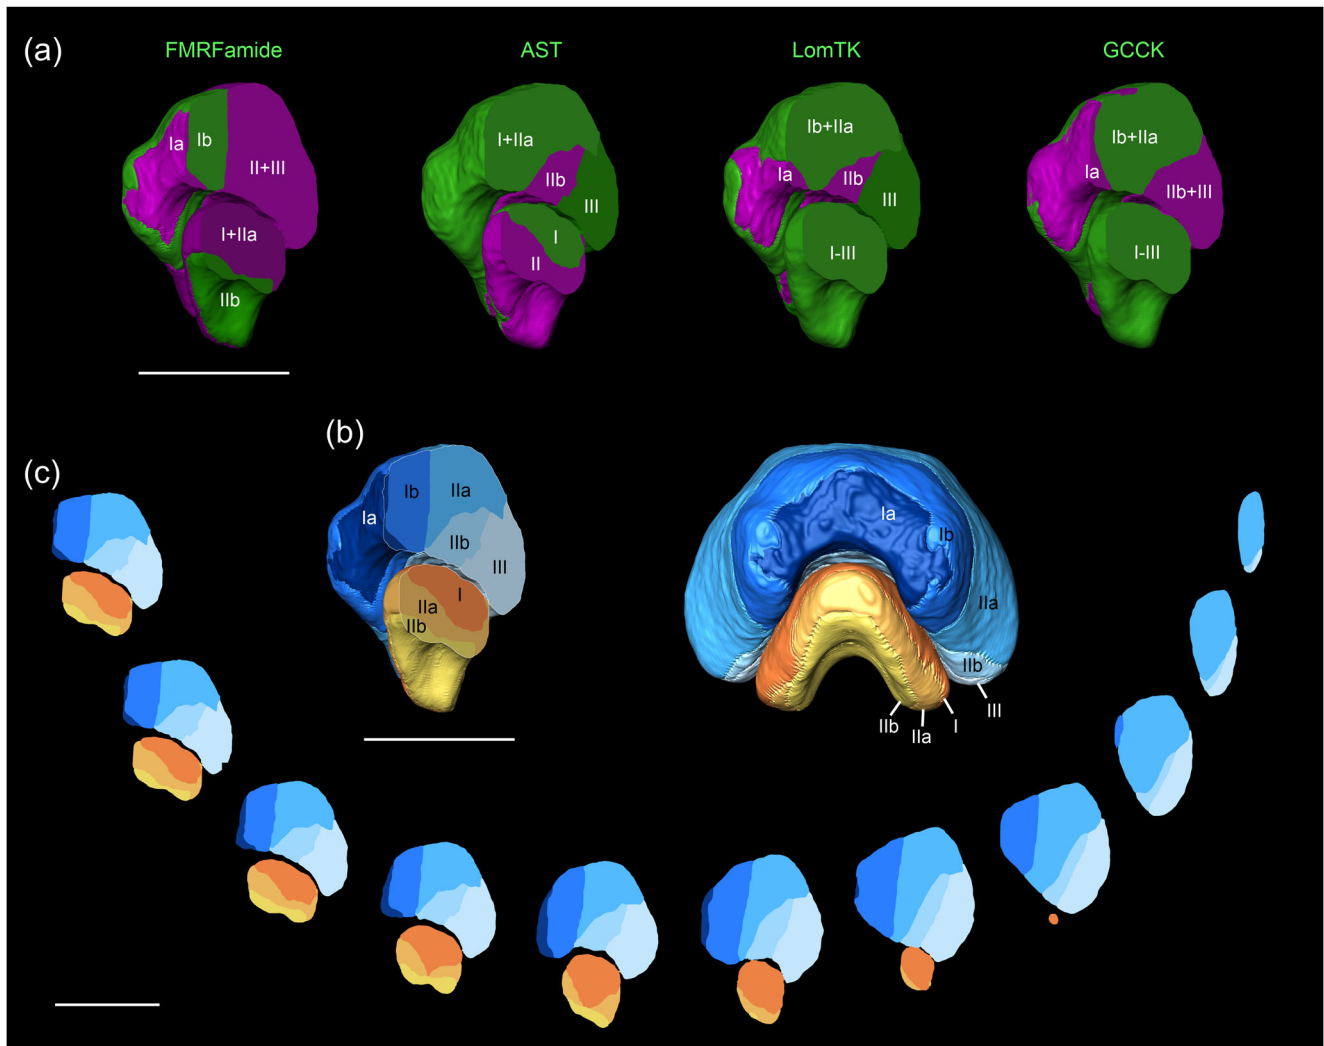 (a)
FMRFamide
AST
LomTK
GCCK
Ia
Ib
II+III
I+IIa
IIb
I+IIa
IIb
III
I
II
Ib+IIa
Ia
IIb
III
I-III
Ib+IIa
Ia
IIb+III
I-III
(b)
(c)
Ia
Ib
IIa
IIb
III
I
IIa
IIb
Ia
Ib
IIa
IIb
III
I
IIa
IIb